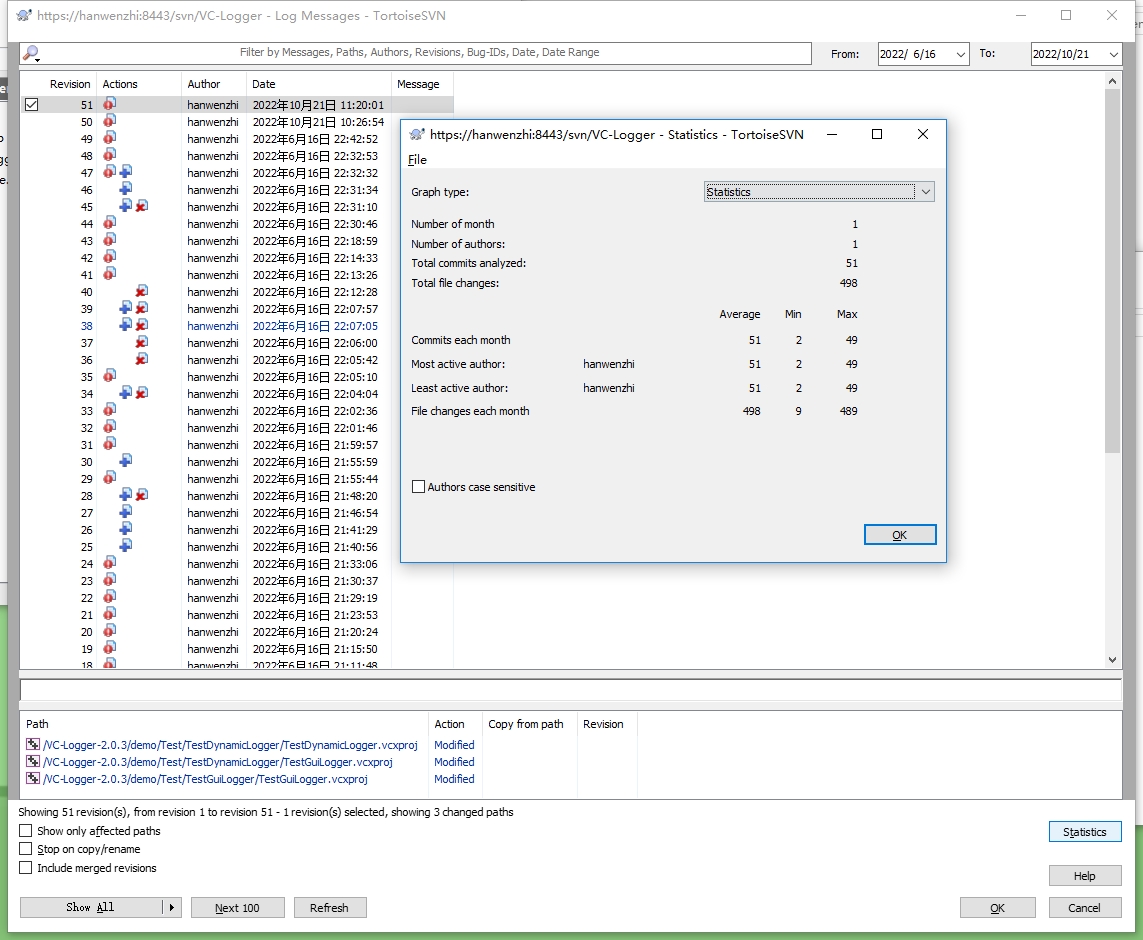 https://hanwenzhi:8443/svn/VC-Logger - Log Messages - TortoiseSVN
Filter by Messages, Paths, Authors, Revisions, Bug-IDs, Date, Date Range
From: 2022/ 6/16 To: 2022/10/21
Revision Actions Author Date Message
51 hanwenzhi 2022年10月21日 11:20:01
50 hanwenzhi 2022年10月21日 10:26:54
49 hanwenzhi 2022年6月16日 22:42:52
48 hanwenzhi 2022年6月16日 22:32:53
47 hanwenzhi 2022年6月16日 22:32:32
46 hanwenzhi 2022年6月16日 22:31:34
45 hanwenzhi 2022年6月16日 22:31:10
44 hanwenzhi 2022年6月16日 22:30:46
43 hanwenzhi 2022年6月16日 22:18:59
42 hanwenzhi 2022年6月16日 22:14:33
41 hanwenzhi 2022年6月16日 22:13:26
40 hanwenzhi 2022年6月16日 22:12:28
39 hanwenzhi 2022年6月16日 22:07:57
38 hanwenzhi 2022年6月16日 22:07:05
37 hanwenzhi 2022年6月16日 22:06:00
36 hanwenzhi 2022年6月16日 22:05:42
35 hanwenzhi 2022年6月16日 22:05:10
34 hanwenzhi 2022年6月16日 22:04:04
33 hanwenzhi 2022年6月16日 22:02:36
32 hanwenzhi 2022年6月16日 22:01:46
31 hanwenzhi 2022年6月16日 21:59:57
30 hanwenzhi 2022年6月16日 21:55:59
29 hanwenzhi 2022年6月16日 21:55:44
28 hanwenzhi 2022年6月16日 21:48:20
27 hanwenzhi 2022年6月16日 21:46:54
26 hanwenzhi 2022年6月16日 21:41:29
25 hanwenzhi 2022年6月16日 21:40:56
24 hanwenzhi 2022年6月16日 21:33:06
23 hanwenzhi 2022年6月16日 21:30:37
22 hanwenzhi 2022年6月16日 21:29:19
21 hanwenzhi 2022年6月16日 21:23:53
20 hanwenzhi 2022年6月16日 21:20:24
19 hanwenzhi 2022年6月16日 21:15:50
18 hanwenzhi 2022年6月16日 21:11:48
https://hanwenzhi:8443/svn/VC-Logger - Statistics - TortoiseSVN
File
Graph type: Statistics
Number of month 1
Number of authors: 1
Total commits analyzed: 51
Total file changes: 498
Average Min Max
Commits each month 51 2 49
Most active author: hanwenzhi 51 2 49
Least active author: hanwenzhi 51 2 49
File changes each month 498 9 489
Authors case sensitive
OK
Path Action Copy from path Revision
/VC-Logger-2.0.3/demo/Test/TestDynamicLogger/TestDynamicLogger.vcxproj Modified
/VC-Logger-2.0.3/demo/Test/TestDynamicLogger/TestGuiLogger.vcxproj Modified
/VC-Logger-2.0.3/demo/Test/TestGuiLogger/TestGuiLogger.vcxproj Modified
Showing 51 revision(s), from revision 1 to revision 51 - 1 revision(s) selected, showing 3 changed paths
Show only affected paths
Statistics
Stop on copy/rename
Include merged revisions
Help
Show All Next 100 Refresh OK Cancel